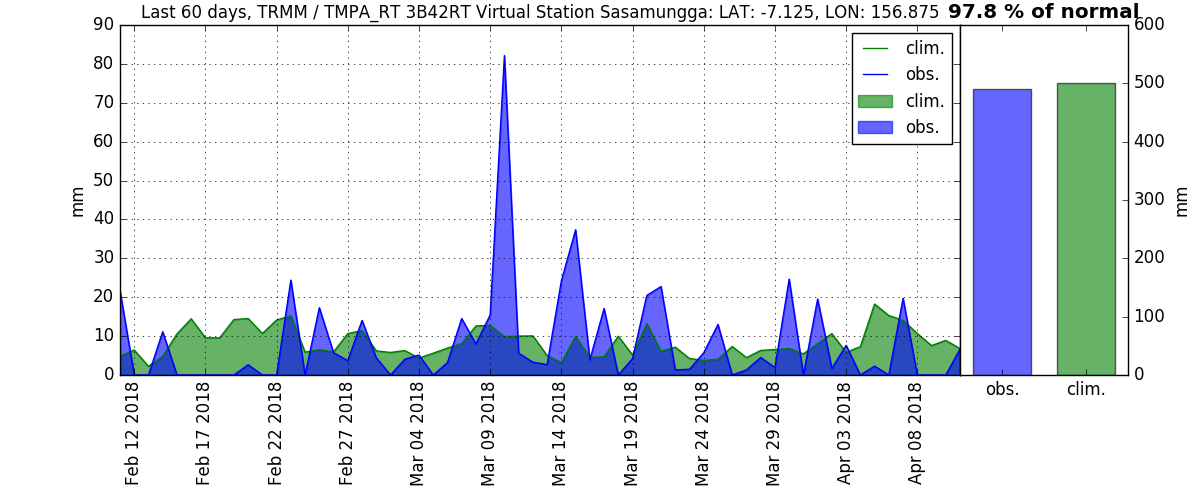 Last 60 days, TRMM / TMPA_RT 3B42RT Virtual Station Sasamungga: LAT: -7.125, LON: 156.875 97.8 % of normal
90
80
70
60
50
40
30
20
10
0
mm
clim.
obs.
clim.
obs.
600
500
400
300
200
100
0
mm
Feb 12 2018
Feb 17 2018
Feb 22 2018
Feb 27 2018
Mar 04 2018
Mar 09 2018
Mar 14 2018
Mar 19 2018
Mar 24 2018
Mar 29 2018
Apr 03 2018
Apr 08 2018
obs.
clim.